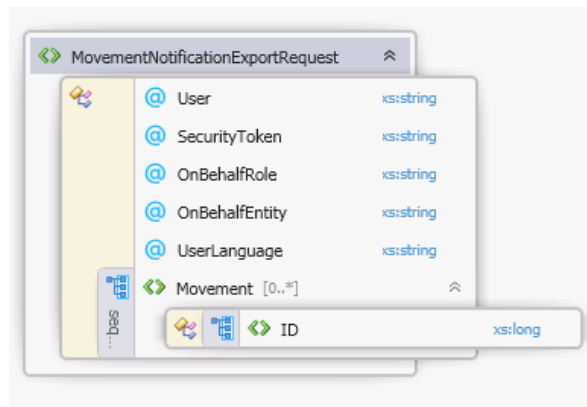 MovementNotificationExportRequest
@ User xs:string
@ SecurityToken xs:string
@ OnBehalfRole xs:string
@ OnBehalfEntity xs:string
@ UserLanguage xs:string
Movement [0..*]
seq...
ID xs:long